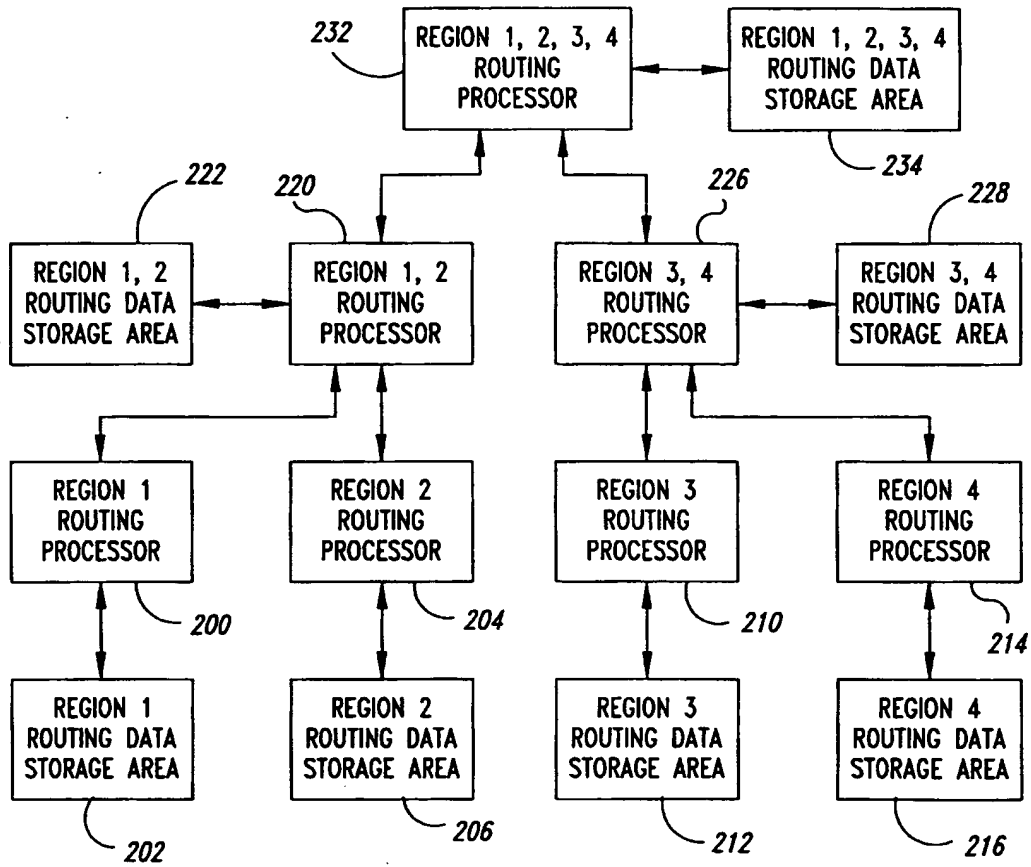 232
REGION 1, 2, 3, 4
ROUTING
PROCESSOR
REGION 1, 2, 3, 4
ROUTING DATA
STORAGE AREA
234
222
220
226
228
REGION 1, 2
ROUTING DATA
STORAGE AREA
REGION 1, 2
ROUTING
PROCESSOR
REGION 3, 4
ROUTING
PROCESSOR
REGION 3, 4
ROUTING DATA
STORAGE AREA
REGION 1
ROUTING
PROCESSOR
200
REGION 2
ROUTING
PROCESSOR
204
REGION 3
ROUTING
PROCESSOR
210
REGION 4
ROUTING
PROCESSOR
214
REGION 1
ROUTING DATA
STORAGE AREA
202
REGION 2
ROUTING DATA
STORAGE AREA
206
REGION 3
ROUTING DATA
STORAGE AREA
212
REGION 4
ROUTING DATA
STORAGE AREA
216